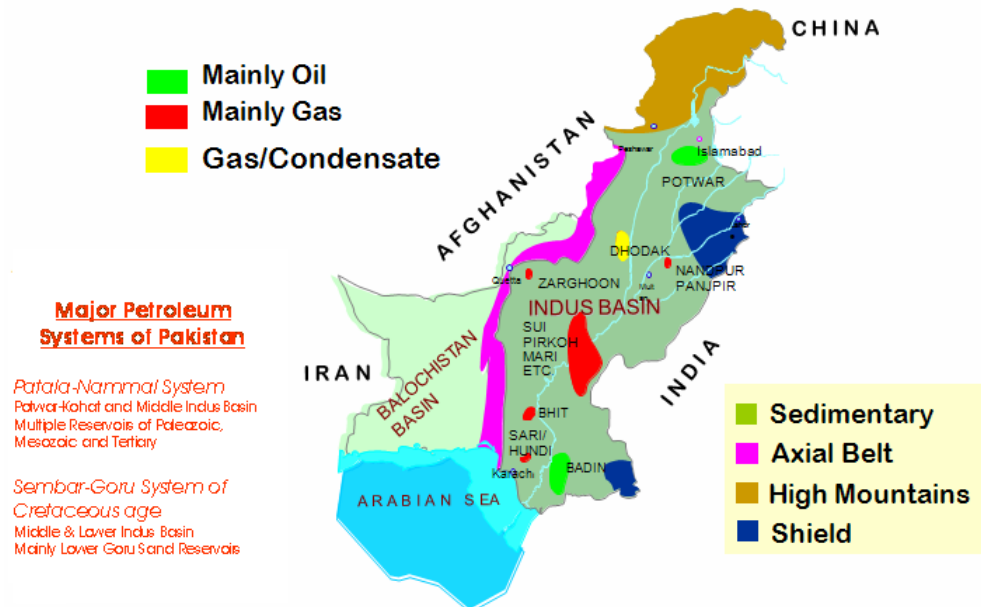 CHINA
Mainly Oil
Mainly Gas
Gas/Condensate
AFGHANISTAN
Peshawar
Islamabad
POTWAR
DHODAK
NANDPUR
PANJPIR
Quetta
ZARGHOON
Mult
an
INDUS BASIN
Major Petroleum
Systems of Pakistan
SUI
PIRKOH
MARI
ETC
INDIA
IRAN
BALOCHISTAN
BASIN
Patala-Nammal System
Potwar-Kohat and Middle Indus Basin
Multiple Reservoirs of Paleozoic,
Mesozoic and Tertiary
BHIT
SARI/
HUNDI
Karachi
BADIN
ARABIAN SEA
Sembar-Goru System of
Cretaceous age
Middle & Lower Indus Basin
Mainly Lower Goru Sand Reservoirs
Sedimentary
Axial Belt
High Mountains
Shield